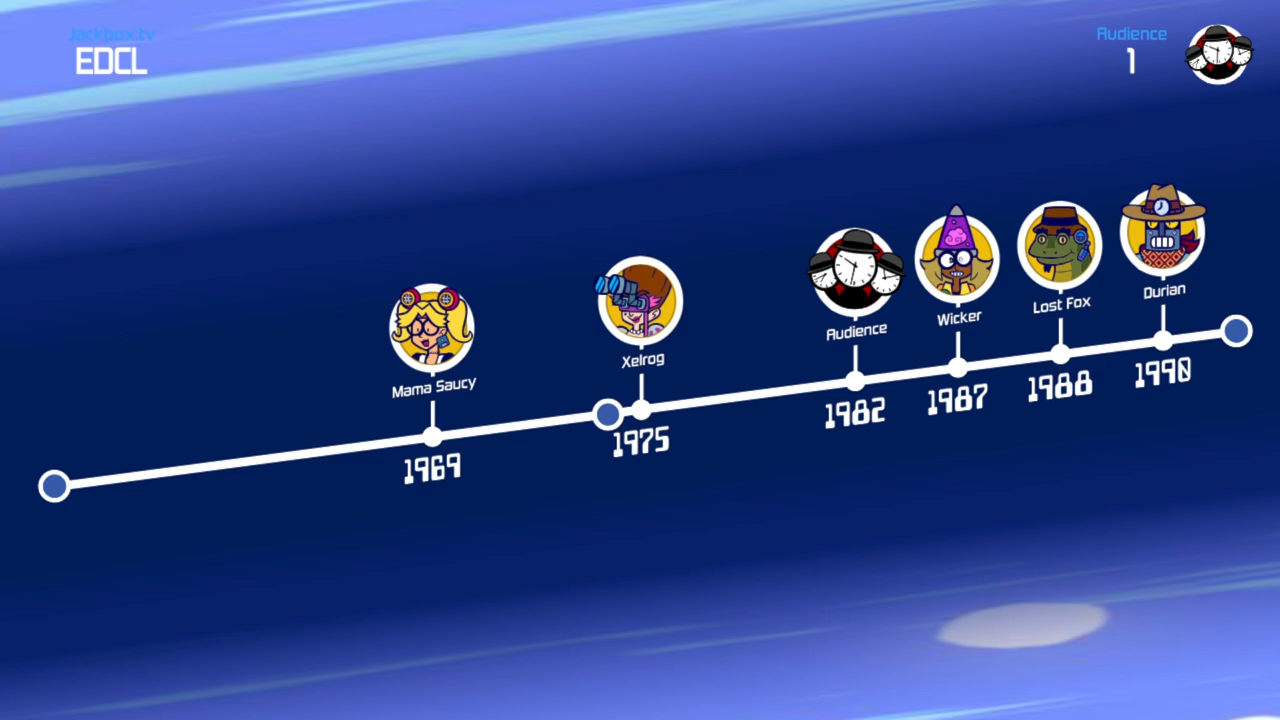 Jackbox.tv
EDCL
Audience
1
Mama Saucy
1969
Xelrog
1975
Audience
1982
Wicker
1987
Lost Fox
1988
Durian
1990